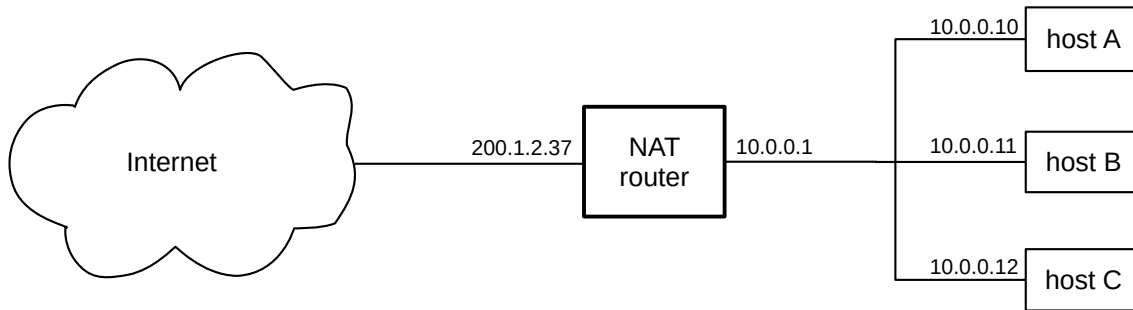 10.0.0.10
host A
Internet
200.1.2.37
NAT
router
10.0.0.1
10.0.0.11
host B
10.0.0.12
host C